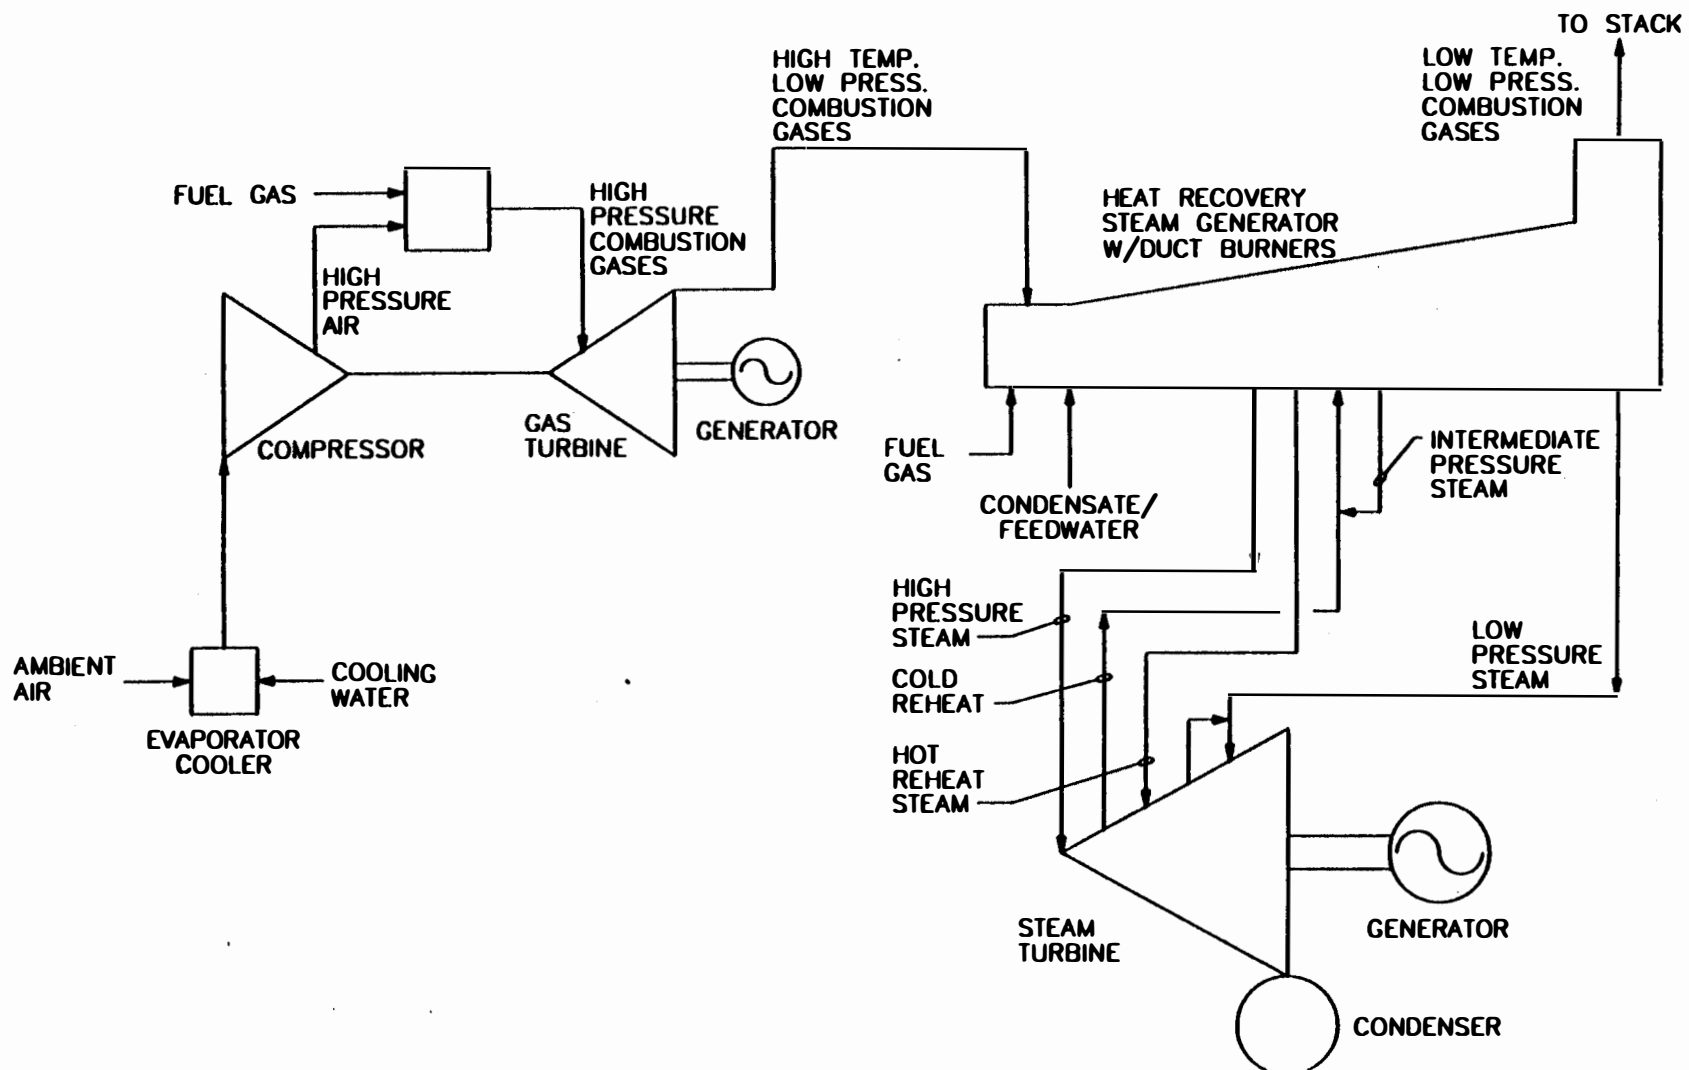 TO STACK
HIGH TEMP.
LOW PRESS.
COMBUSTION
GASES
LOW TEMP.
LOW PRESS.
COMBUSTION
GASES
FUEL GAS
HIGH
PRESSURE
COMBUSTION
GASES
HEAT RECOVERY
STEAM GENERATOR
W/DUCT BURNERS
HIGH
PRESSURE
AIR
COMPRESSOR
GAS
TURBINE
GENERATOR
FUEL
GAS
CONDENSATE/
FEEDWATER
INTERMEDIATE
PRESSURE
STEAM
HIGH
PRESSURE
STEAM
LOW
PRESSURE
STEAM
AMBIENT
AIR
COOLING
WATER
EVAPORATOR
COOLER
COLD
REHEAT
HOT
REHEAT
STEAM
STEAM
TURBINE
GENERATOR
CONDENSER